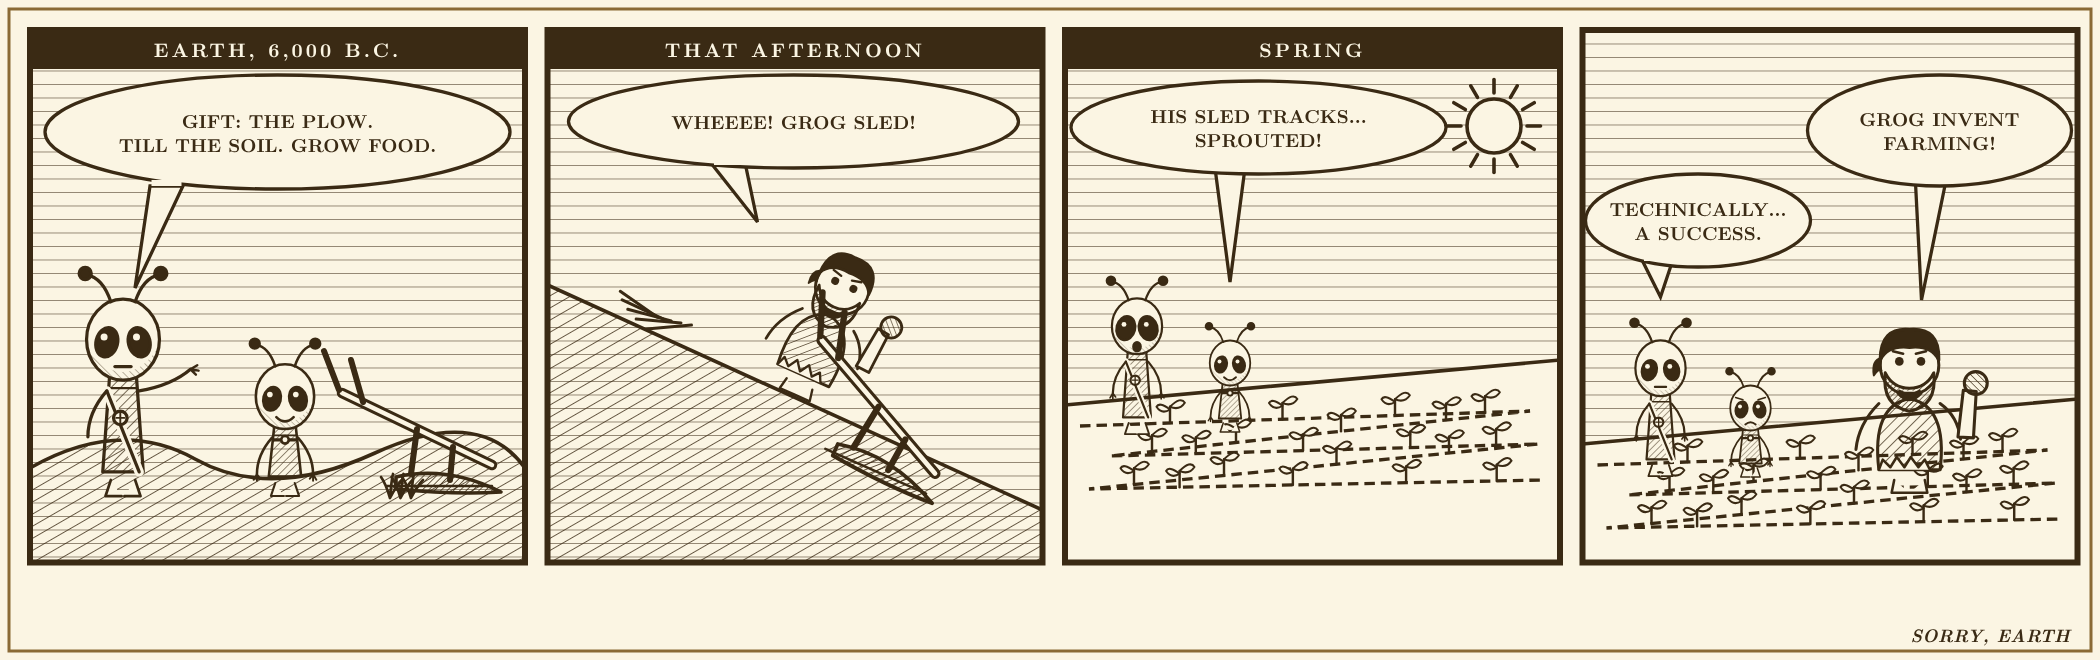 EARTH, 6,000 B.C.
GIFT: THE PLOW.
TILL THE SOIL. GROW FOOD.
THAT AFTERNOON
WHEEEE! GROG SLED!
SPRING
HIS SLED TRACKS...
SPROUTED!
TECHNICALLY...
A SUCCESS.
GROG INVENT
FARMING!
SORRY, EARTH